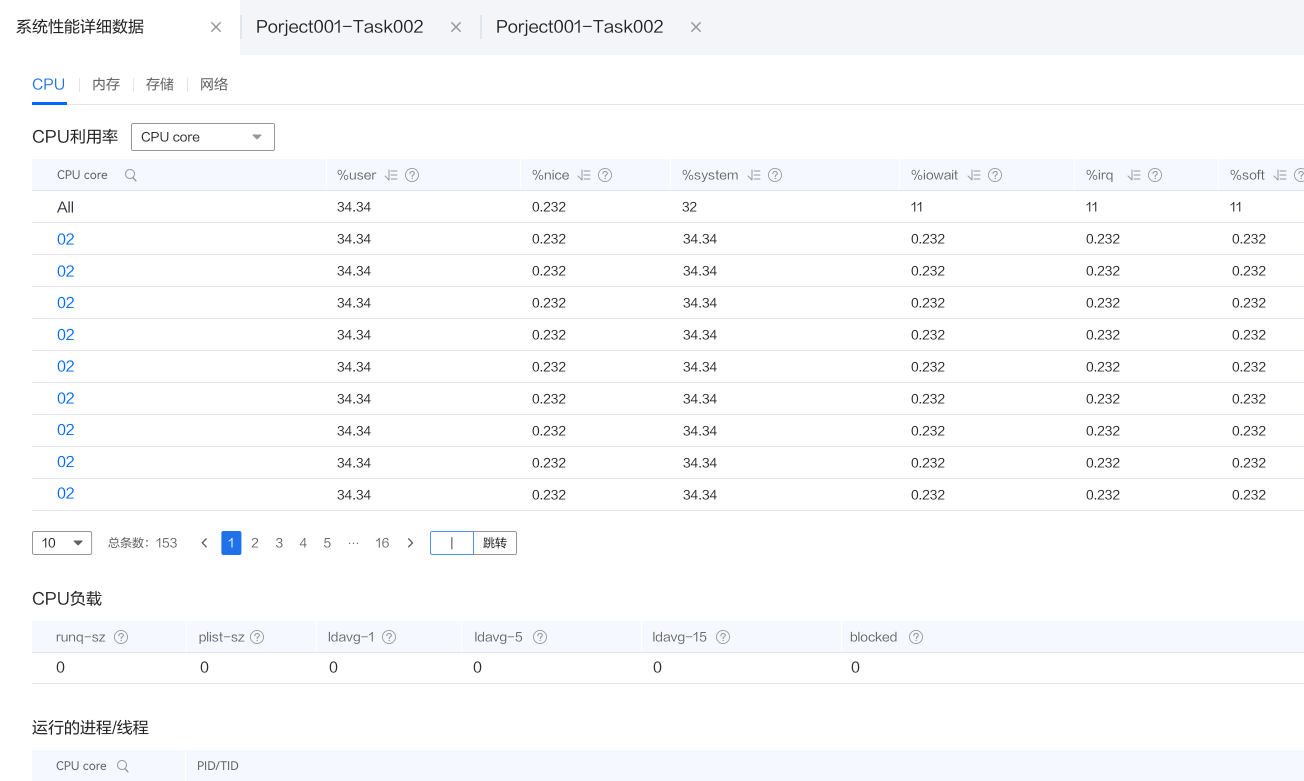 系统性能详细数据 Porject001-Task002 Porject001-Task002
CPU 内存 存储 网络
CPU利用率 CPU core
CPU core %user %nice %system %iowait %irq %soft
All 34.34 0.232 32 11 11 11
02 34.34 0.232 34.34 0.232 0.232 0.232
02 34.34 0.232 34.34 0.232 0.232 0.232
02 34.34 0.232 34.34 0.232 0.232 0.232
02 34.34 0.232 34.34 0.232 0.232 0.232
02 34.34 0.232 34.34 0.232 0.232 0.232
02 34.34 0.232 34.34 0.232 0.232 0.232
02 34.34 0.232 34.34 0.232 0.232 0.232
02 34.34 0.232 34.34 0.232 0.232 0.232
02 34.34 0.232 34.34 0.232 0.232 0.232
10 总条数：153 1 2 3 4 5 ··· 16 跳转
CPU负载
runq-sz plist-sz ldavg-1 ldavg-5 ldavg-15 blocked
0 0 0 0 0 0
运行的进程/线程
CPU core PID/TID